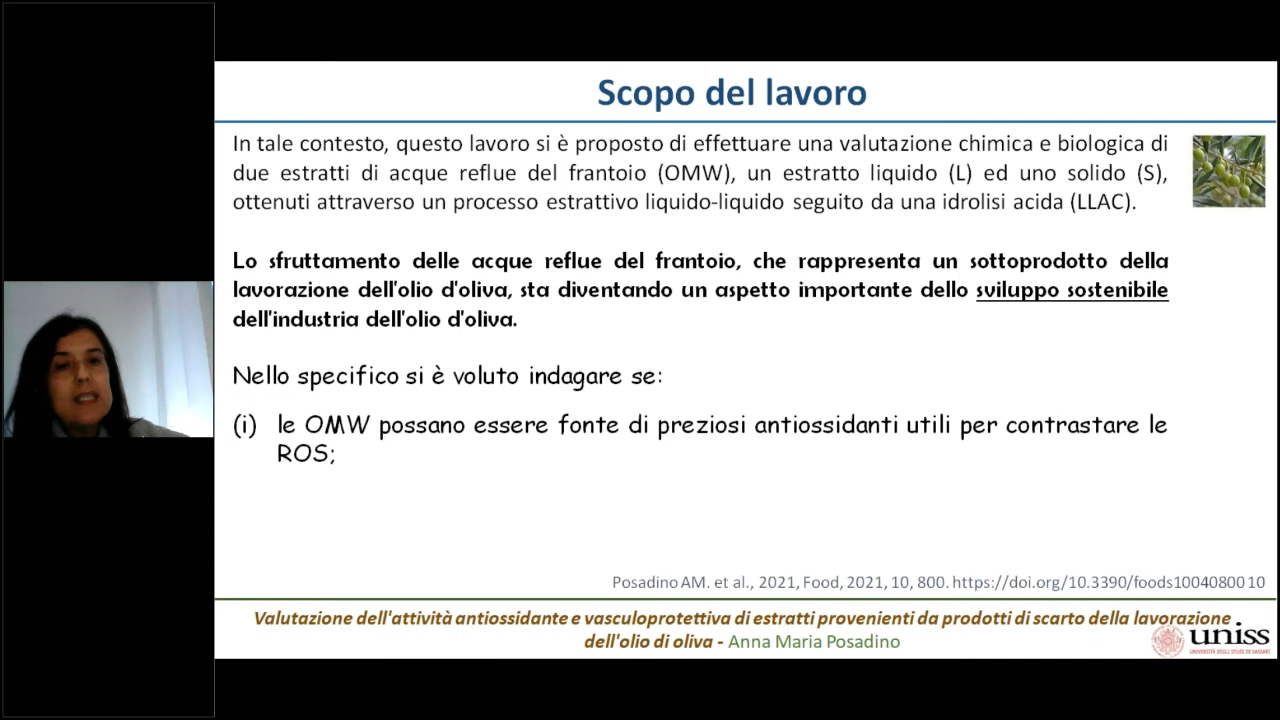 Scopo del lavoro
In tale contesto, questo lavoro si è proposto di effettuare una valutazione chimica e biologica di
due estratti di acque reflue del frantoio (OMW), un estratto liquido (L) ed uno solido (S),
ottenuti attraverso un processo estrattivo liquido-liquido seguito da una idrolisi acida (LLAC).
Lo sfruttamento delle acque reflue del frantoio, che rappresenta un sottoprodotto della
lavorazione dell'olio d'oliva, sta diventando un aspetto importante dello sviluppo sostenibile
dell'industria dell'olio d'oliva.
Nello specifico si è voluto indagare se:
(i) le OMW possano essere fonte di preziosi antiossidanti utili per contrastare le
ROS;
Posadino AM. et al., 2021, Food, 2021, 10, 800. https://doi.org/10.3390/foods1004080010
Valutazione dell'attività antiossidante e vasculoprotettiva di estratti provenienti da prodotti di scarto della lavorazione
dell'olio di oliva - Anna Maria Posadino
uniss
UNIVERSITÀ DEGLI STUDI DI SASSARI